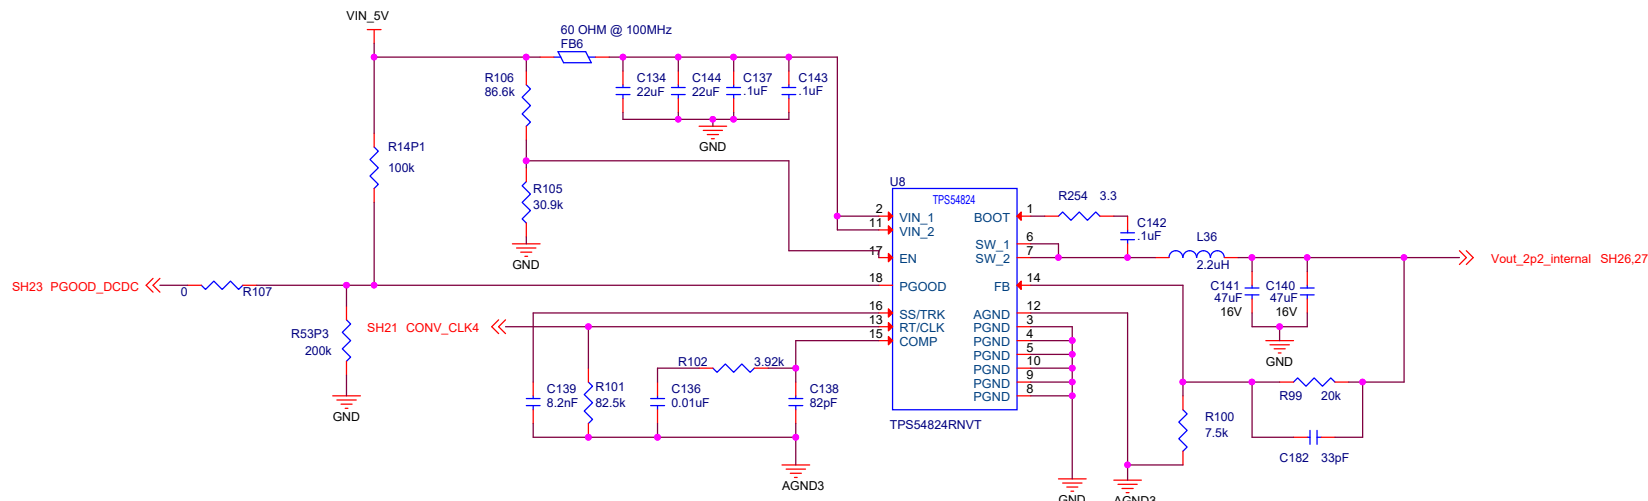 VIN_5V
60 OHM @ 100MHz
FB6
R106
86.6k
C134
22uF
C144
22uF
C137
.1uF
C143
.1uF
GND
R14P1
100k
R105
30.9k
GND
U8
TPS54824
2
VIN_1
11
VIN_2
17
EN
18
PGOOD
16
SS/TRK
13
RT/CLK
15
COMP
BOOT
1
SW_1
6
SW_2
7
FB
14
AGND
12
PGND
3
PGND
4
PGND
5
PGND
10
PGND
9
PGND
8
TPS54824RNVT
R254 3.3
C142
.1uF
L36
2.2uH
Vout_2p2_internal SH26,27
C141
47uF
16V
C140
47uF
16V
GND
SH23 PGOOD_DCDC
0
R107
R53P3
200k
GND
SH21 CONV_CLK4
R102
3.92k
C139
8.2nF
R101
82.5k
C136
0.01uF
C138
82pF
AGND3
R99
20k
R100
7.5k
C182 33pF
GND
AGND3